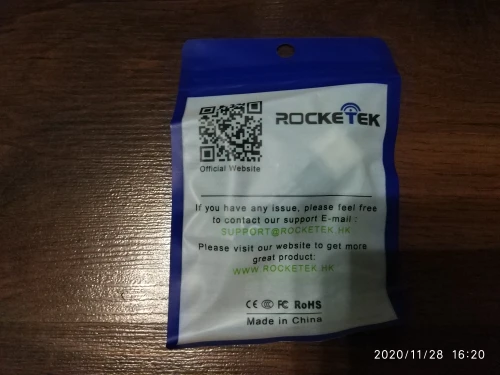 ROCKETEK
Official Website
If you have any issue, please feel free
to contact our support E-mail :
SUPPORT@ROCKETEK.HK
Please visit our website to get more
great product:
WWW.ROCKETEK.HK
CE CCC FC RoHS
Made in China
2020/11/28 16:20